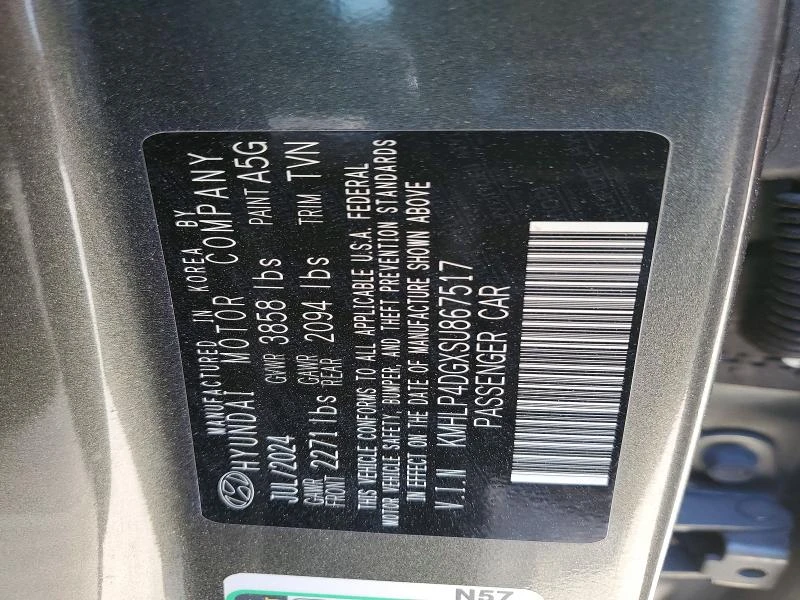 MANUFACTURED IN KOREA BY
HYUNDAI MOTOR COMPANY
JUL/2024 GVWR 3858 lbs PAINT A5G
GAWR FRONT 2271 lbs GAWR REAR 2094 lbs TRIM TVN
THIS VEHICLE CONFORMS TO ALL APPLICABLE U.S.A. FEDERAL
MOTOR VEHICLE SAFETY, BUMPER, AND THEFT PREVENTION STANDARDS
IN EFFECT ON THE DATE OF MANUFACTURE SHOWN ABOVE
V.I.N KMHLP4DGXSU867517
PASSENGER CAR
N57